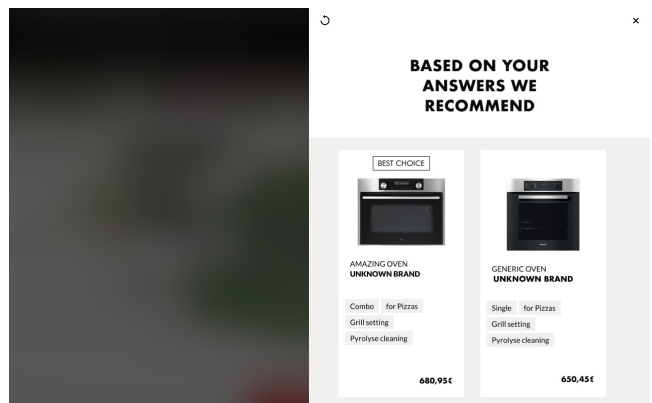 BASED ON YOUR
ANSWERS WE
RECOMMEND
BEST CHOICE
AMAZING OVEN
UNKNOWN BRAND
Combo
for Pizzas
Grill setting
Pyrolyse cleaning
680,95€
GENERIC OVEN
UNKNOWN BRAND
Single
for Pizzas
Grill setting
Pyrolyse cleaning
650,45€